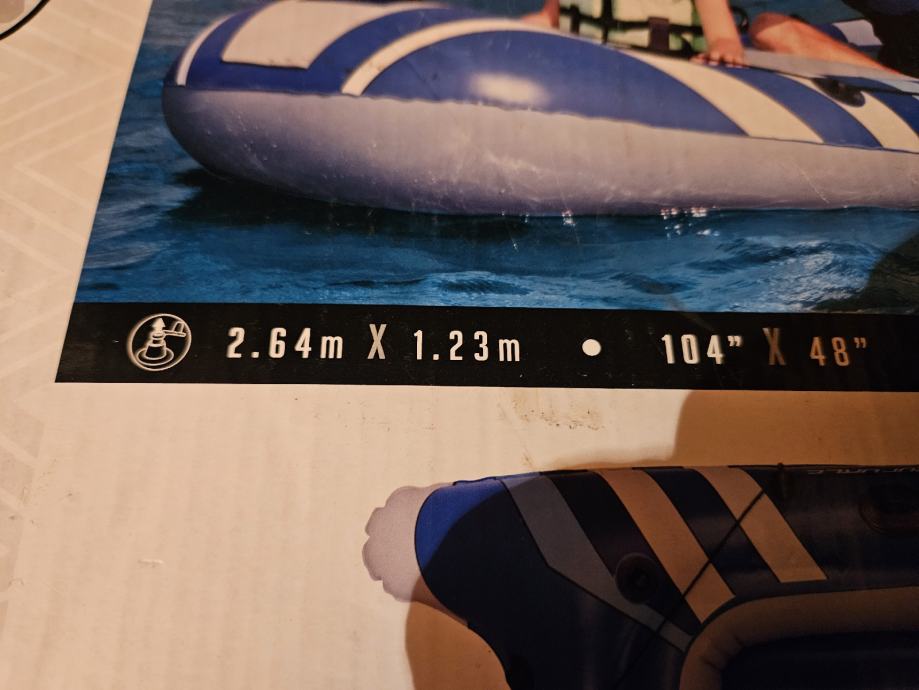 2.64m X 1.23m • 104” X 48”